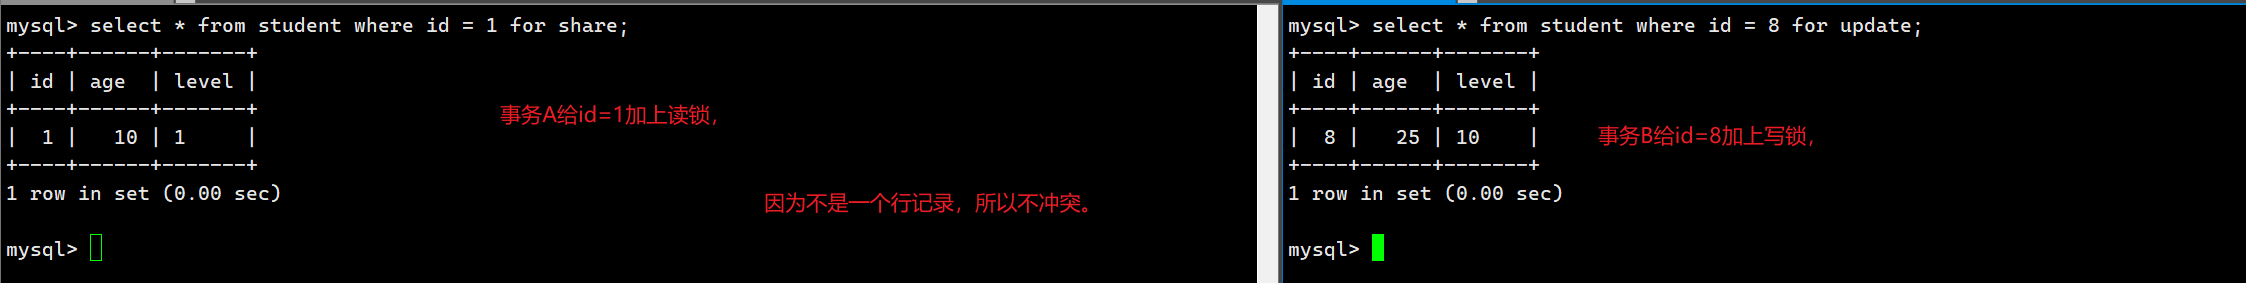 mysql> select * from student where id = 1 for share;
+----+------+-------+
| id | age  | level |
+----+------+-------+
|  1 |   10 | 1     |
+----+------+-------+
1 row in set (0.00 sec)
mysql>
事务A给id=1加上读锁,
因为不是一个行记录，所以不冲突。
mysql> select * from student where id = 8 for update;
+----+------+-------+
| id | age  | level |
+----+------+-------+
|  8 |   25 | 10    |
+----+------+-------+
1 row in set (0.00 sec)
mysql>
事务B给id=8加上写锁,